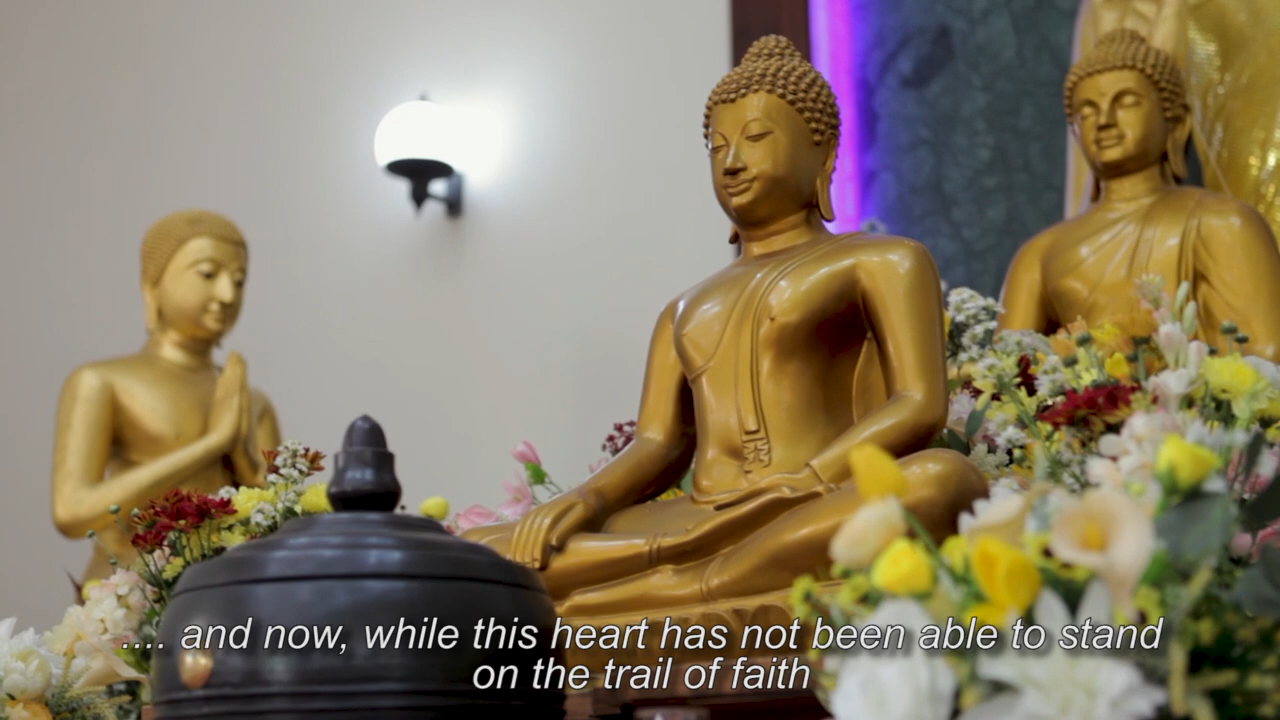 .... and now, while this heart has not been able to stand
on the trail of faith